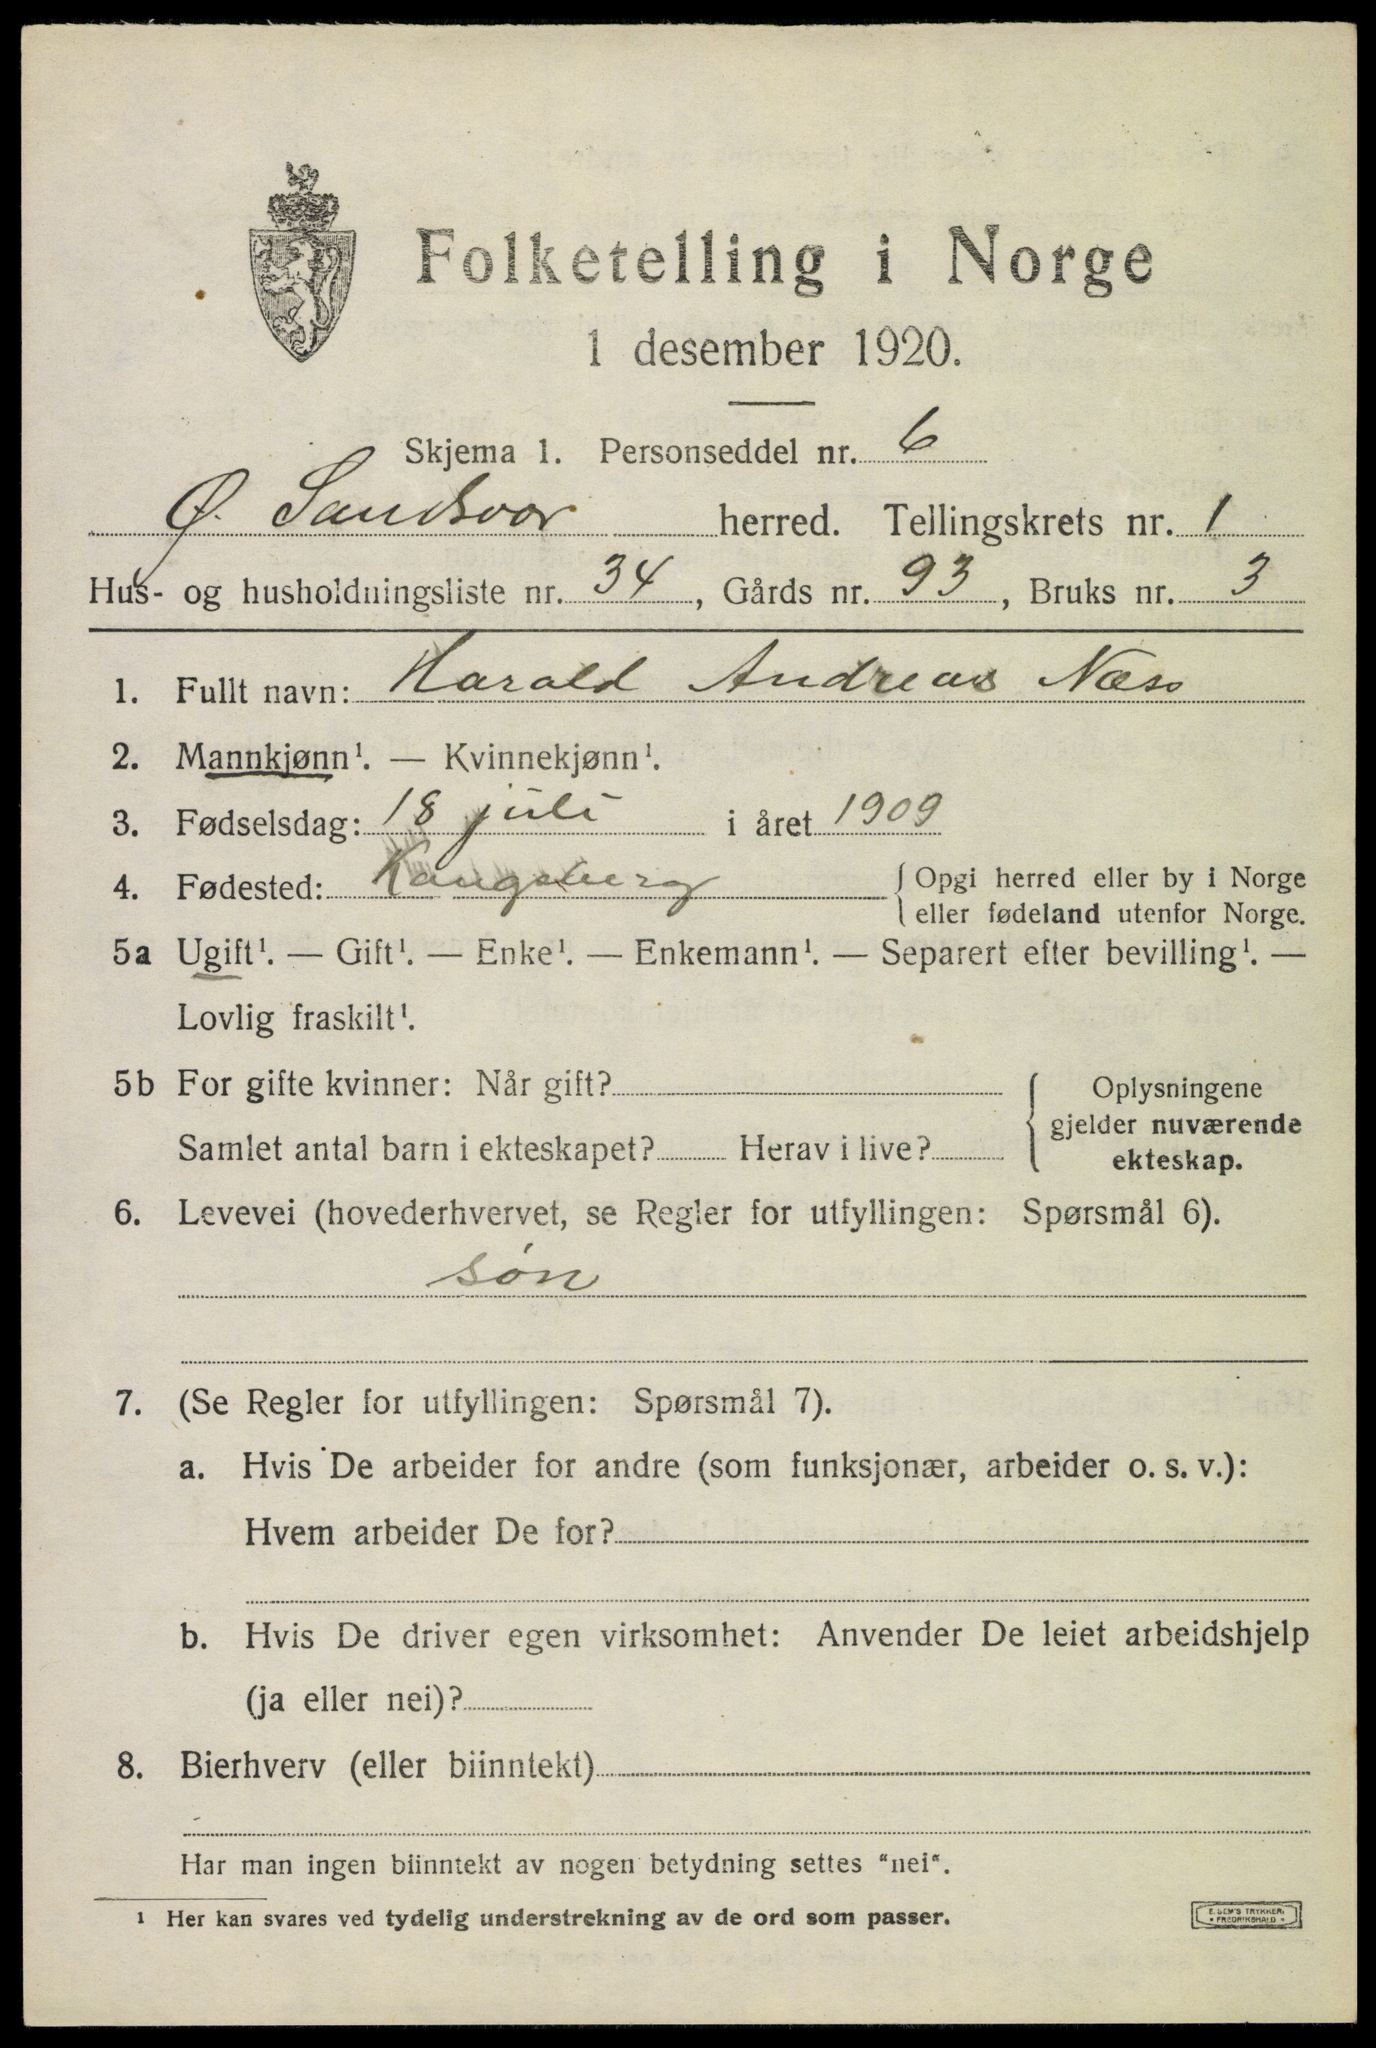 Folketelling i Norge
1 desember 1920.
Skjema 1. Personseddel nr. 6
Ø. Sandsvær herred. Tellingskrets nr. 1
Hus- og husholdningsliste nr. 34, Gårds nr. 93, Bruks nr. 3
1. Fullt navn: Harald Andreas Næss
2. Mannkjønn¹. — Kvinnekjønn¹.
3. Fødselsdag: 18 juli i året 1909
4. Fødested: Kongsberg { Opgi herred eller by i Norge
eller fødeland utenfor Norge.
5a Ugift¹. — Gift¹. — Enke¹. — Enkemann¹. — Separert efter bevilling¹. —
Lovlig fraskilt¹.
5b For gifte kvinner: Når gift?
Samlet antal barn i ekteskapet? Herav i live?
{ Oplysningene
gjelder nuværende
ekteskap.
6. Levevei (hovederhvervet, se Regler for utfyllingen: Spørsmål 6).
søn
7. (Se Regler for utfyllingen: Spørsmål 7).
a. Hvis De arbeider for andre (som funksjonær, arbeider o. s. v.):
Hvem arbeider De for?
b. Hvis De driver egen virksomhet: Anvender De leiet arbeidshjelp
(ja eller nei)?
8. Bierhverv (eller biinntekt)
Har man ingen biinntekt av nogen betydning settes "nei".
¹ Her kan svares ved tydelig understrekning av de ord som passer.
E. SEM'S TRYKKERI
• FREDRIKSHALD •